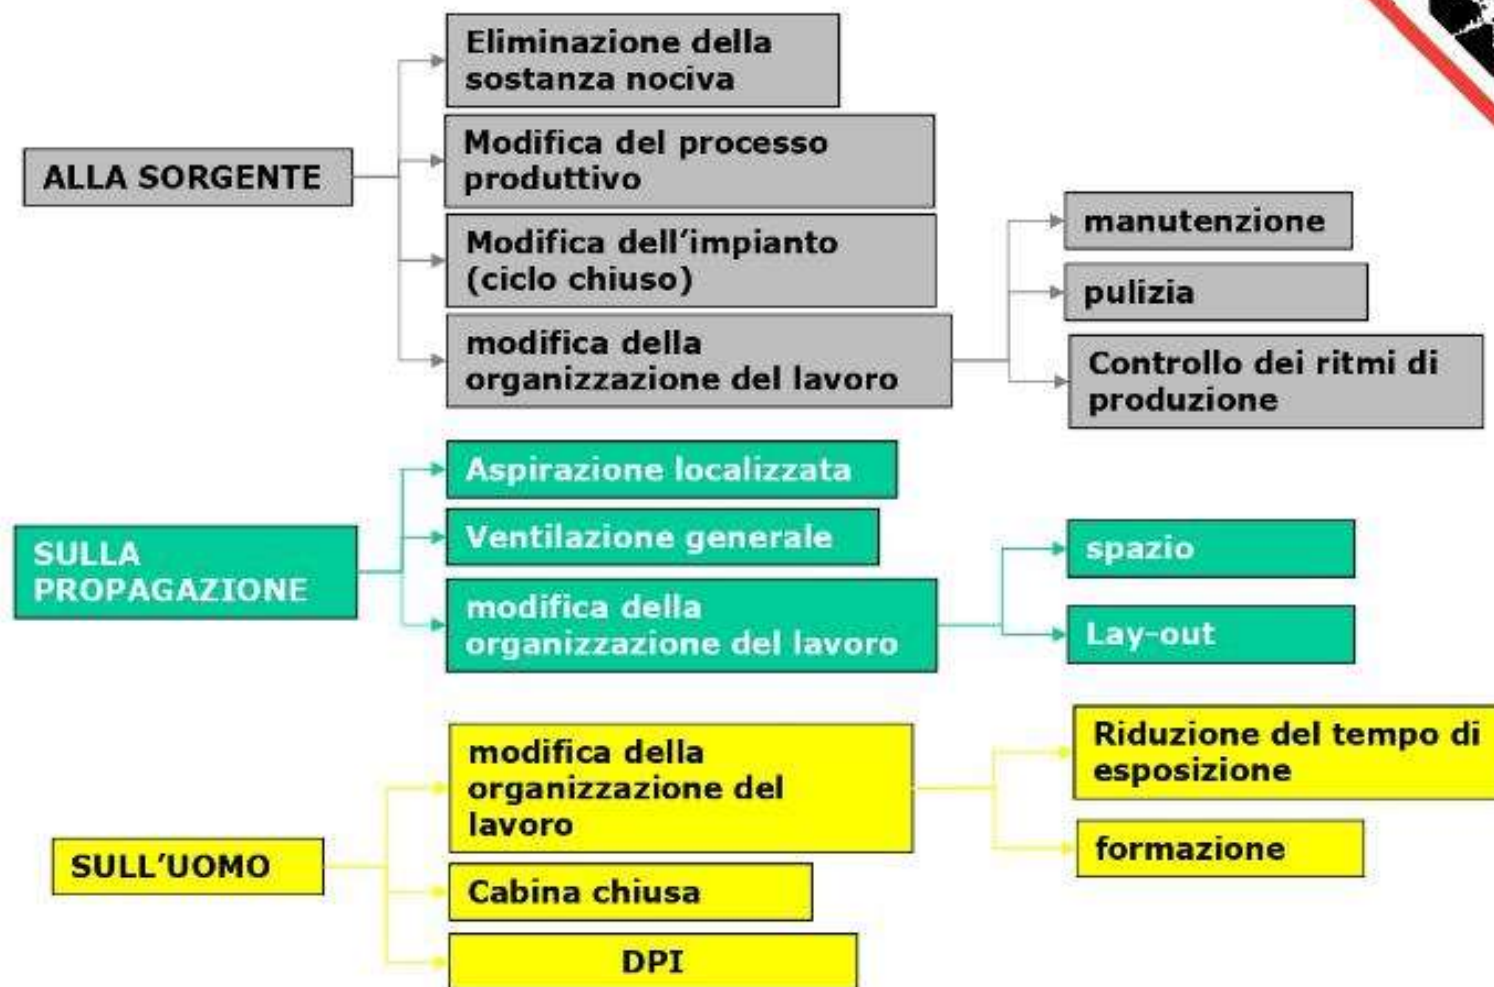 ALLA SORGENTE
Eliminazione della
sostanza nociva
Modifica del processo
produttivo
Modifica dell'impianto
(ciclo chiuso)
modifica della
organizzazione del lavoro
manutenzione
pulizia
Controllo dei ritmi di
produzione
SULLA
PROPAGAZIONE
Aspirazione localizzata
Ventilazione generale
modifica della
organizzazione del lavoro
spazio
Lay-out
SULL'UOMO
modifica della
organizzazione del
lavoro
Cabina chiusa
DPI
Riduzione del tempo di
esposizione
formazione